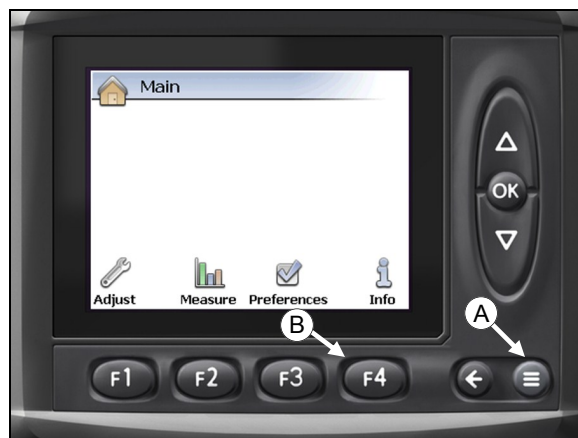 Main
OK
Adjust Measure Preferences Info
B
A
F1 F2 F3 F4